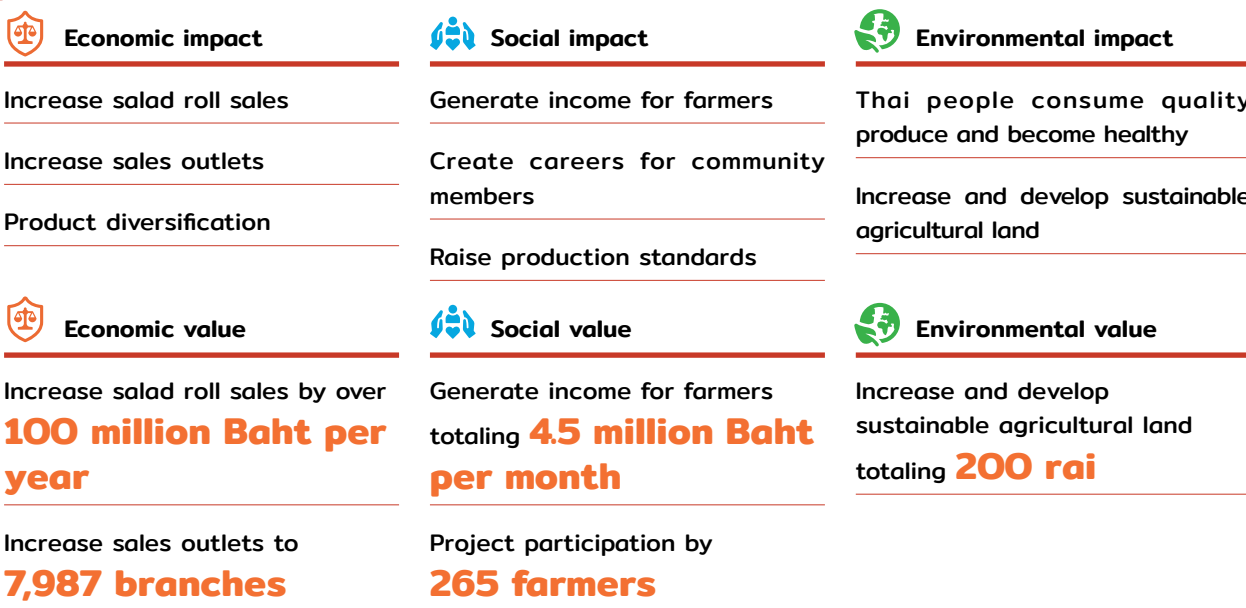 Economic impact
Increase salad roll sales
Increase sales outlets
Product diversification
Social impact
Generate income for farmers
Create careers for community
members
Raise production standards
Environmental impact
Thai people consume quality
produce and become healthy
Increase and develop sustainable
agricultural land
Economic value
Increase salad roll sales by over
100 million Baht per
year
Increase sales outlets to
7,987 branches
Social value
Generate income for farmers
totaling 4.5 million Baht
per month
Project participation by
265 farmers
Environmental value
Increase and develop
sustainable agricultural land
totaling 200 rai